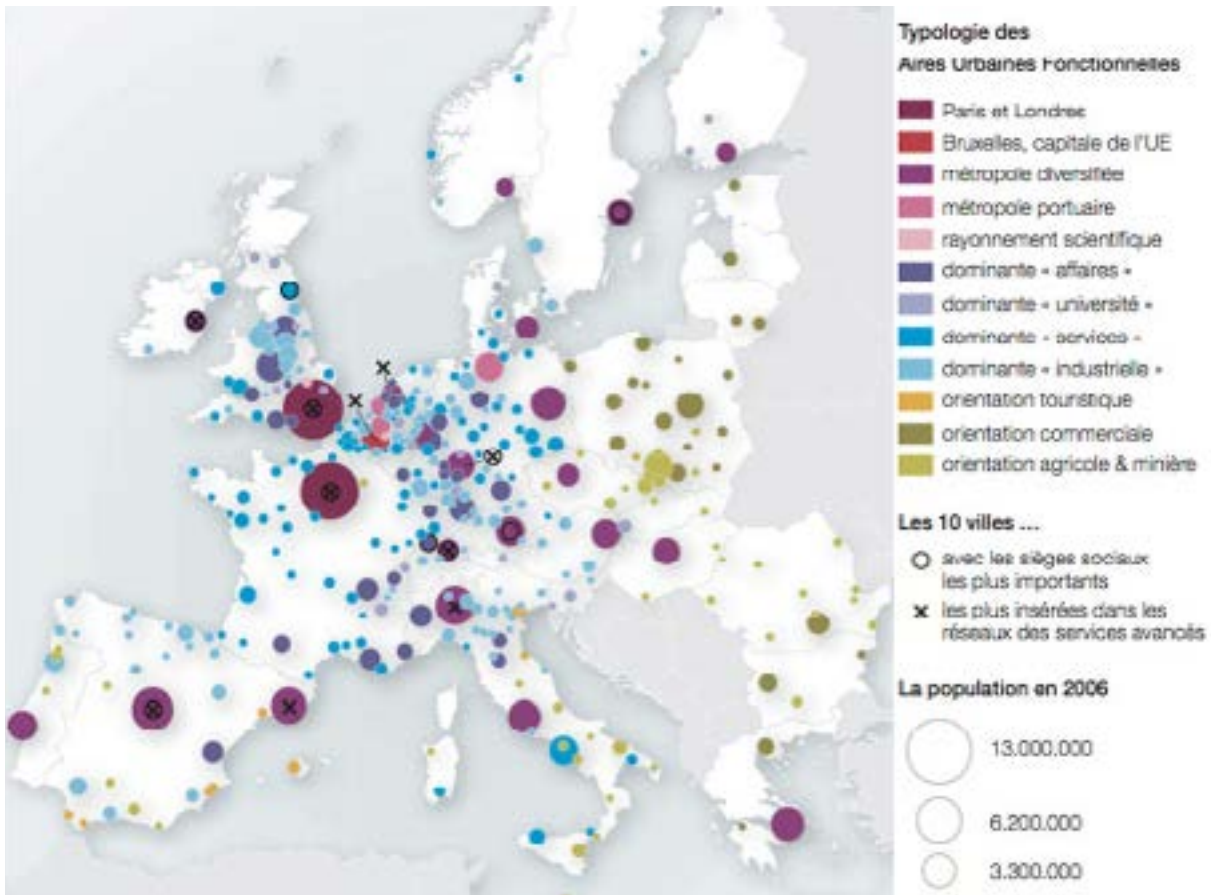 Typologie des
Aires Urbaines Fonctionnelles
Paris et Londres
Bruxelles, capitale de l'UE
métropole diversifiée
métropole portuaire
rayonnement scientifique
dominante « affaires »
dominante « université »
dominante « services »
dominante « industrielle »
orientation touristique
orientation commerciale
orientation agricole & minière
Les 10 villes ...
avec les sièges sociaux
les plus importants
les plus insérées dans les
réseaux des services avancés
La population en 2006
13.000.000
6.200.000
3.300.000